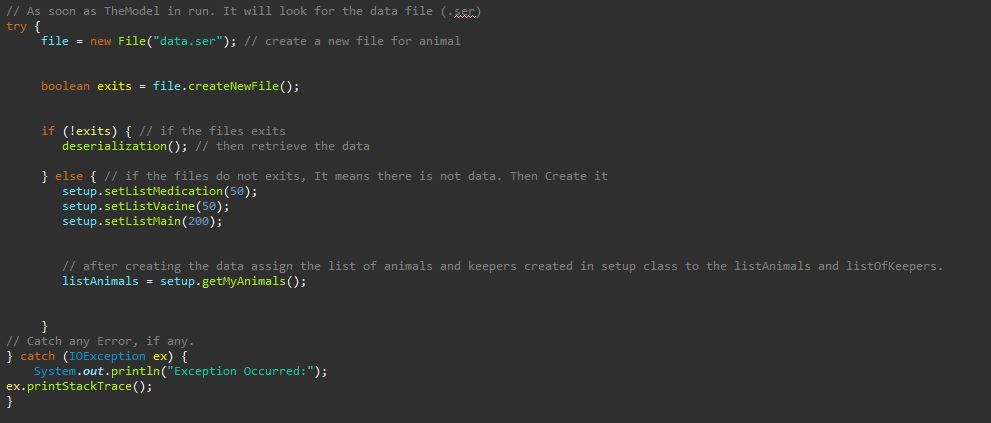 // As soon as TheModel in run. It will look for the data file (.ser)
try {
file = new File("data.ser"); // create a new file for animal
boolean exits = file.createNewFile();
if (!exits) { // if the files exits
deserialization(); // then retrieve the data
} else { // if the files do not exits, It means there is not data. Then Create it
setup.setListMedication(50);
setup.setListVacine(50);
setup.setListMain(200);
// after creating the data assign the list of animals and keepers created in setup class to the listAnimals and listOfKeepers.
listAnimals = setup.getMyAnimals();
}
// Catch any Error, if any.
} catch (IOException ex) {
System.out.println("Exception Occurred:");
ex.printStackTrace();
}